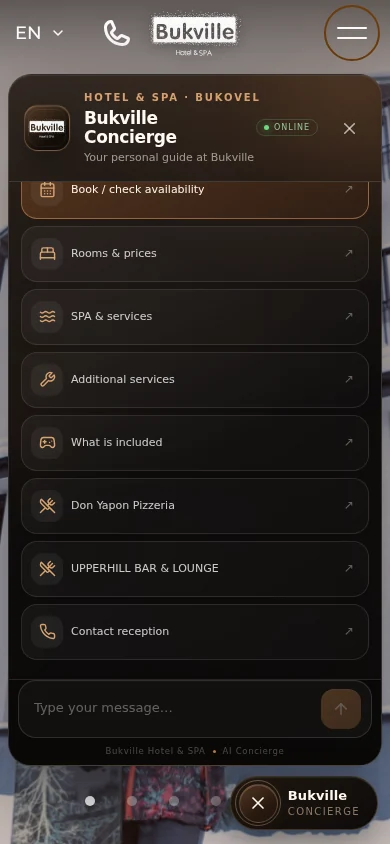 EN
Bukville
Hotel & SPA
HOTEL & SPA · BUKOVEL
Bukville
Bukville
Concierge
ONLINE
Your personal guide at Bukville
Book / check availability
Rooms & prices
SPA & services
Additional services
What is included
Don Yapon Pizzeria
UPPERHILL BAR & LOUNGE
Contact reception
Type your message...
Bukville Hotel & SPA • AI Concierge
Bukville
CONCIERGE